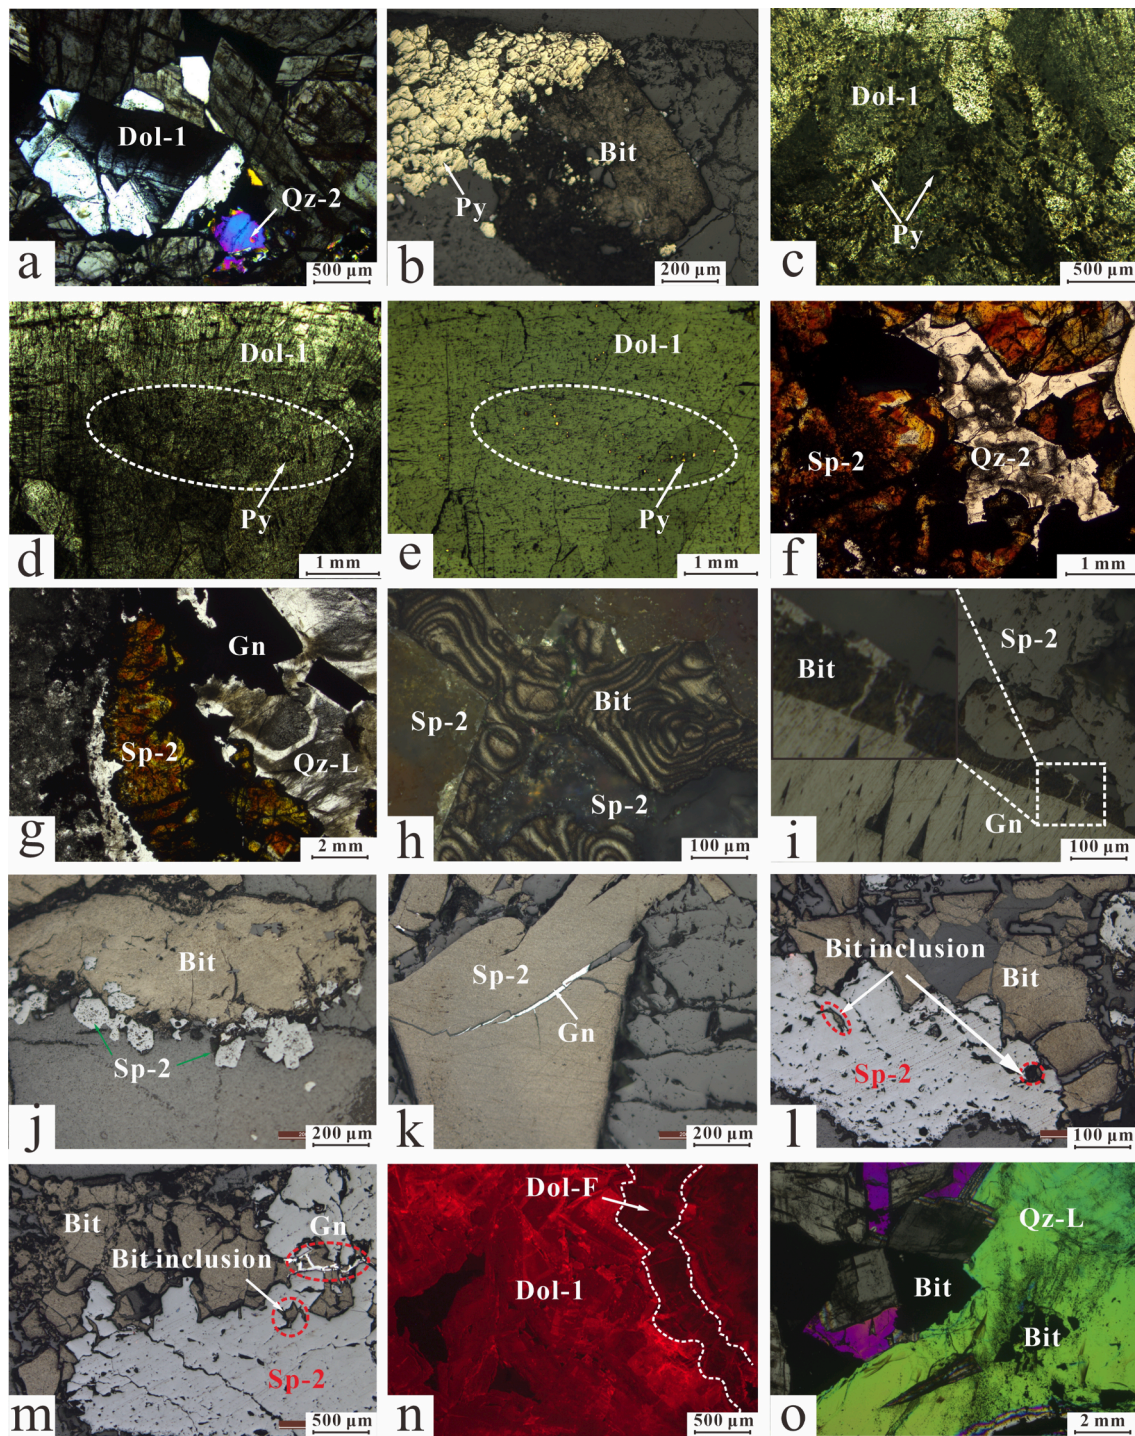 Dol-1
Qz-2
a
500 µm
Bit
Py
b
200 µm
Dol-1
Py
c
500 µm
Dol-1
Py
d
1 mm
Dol-1
Py
e
1 mm
Sp-2
Qz-2
f
1 mm
Gn
Sp-2
Qz-L
g
2 mm
Bit
Sp-2
Sp-2
h
100 µm
Sp-2
Bit
Gn
i
100 µm
Bit
Sp-2
j
200 µm
Sp-2
Gn
k
200 µm
Bit inclusion
Bit
Sp-2
l
100 µm
Bit
Gn
Bit inclusion
Sp-2
m
500 µm
Dol-F
Dol-1
n
500 µm
Qz-L
Bit
Bit
o
2 mm